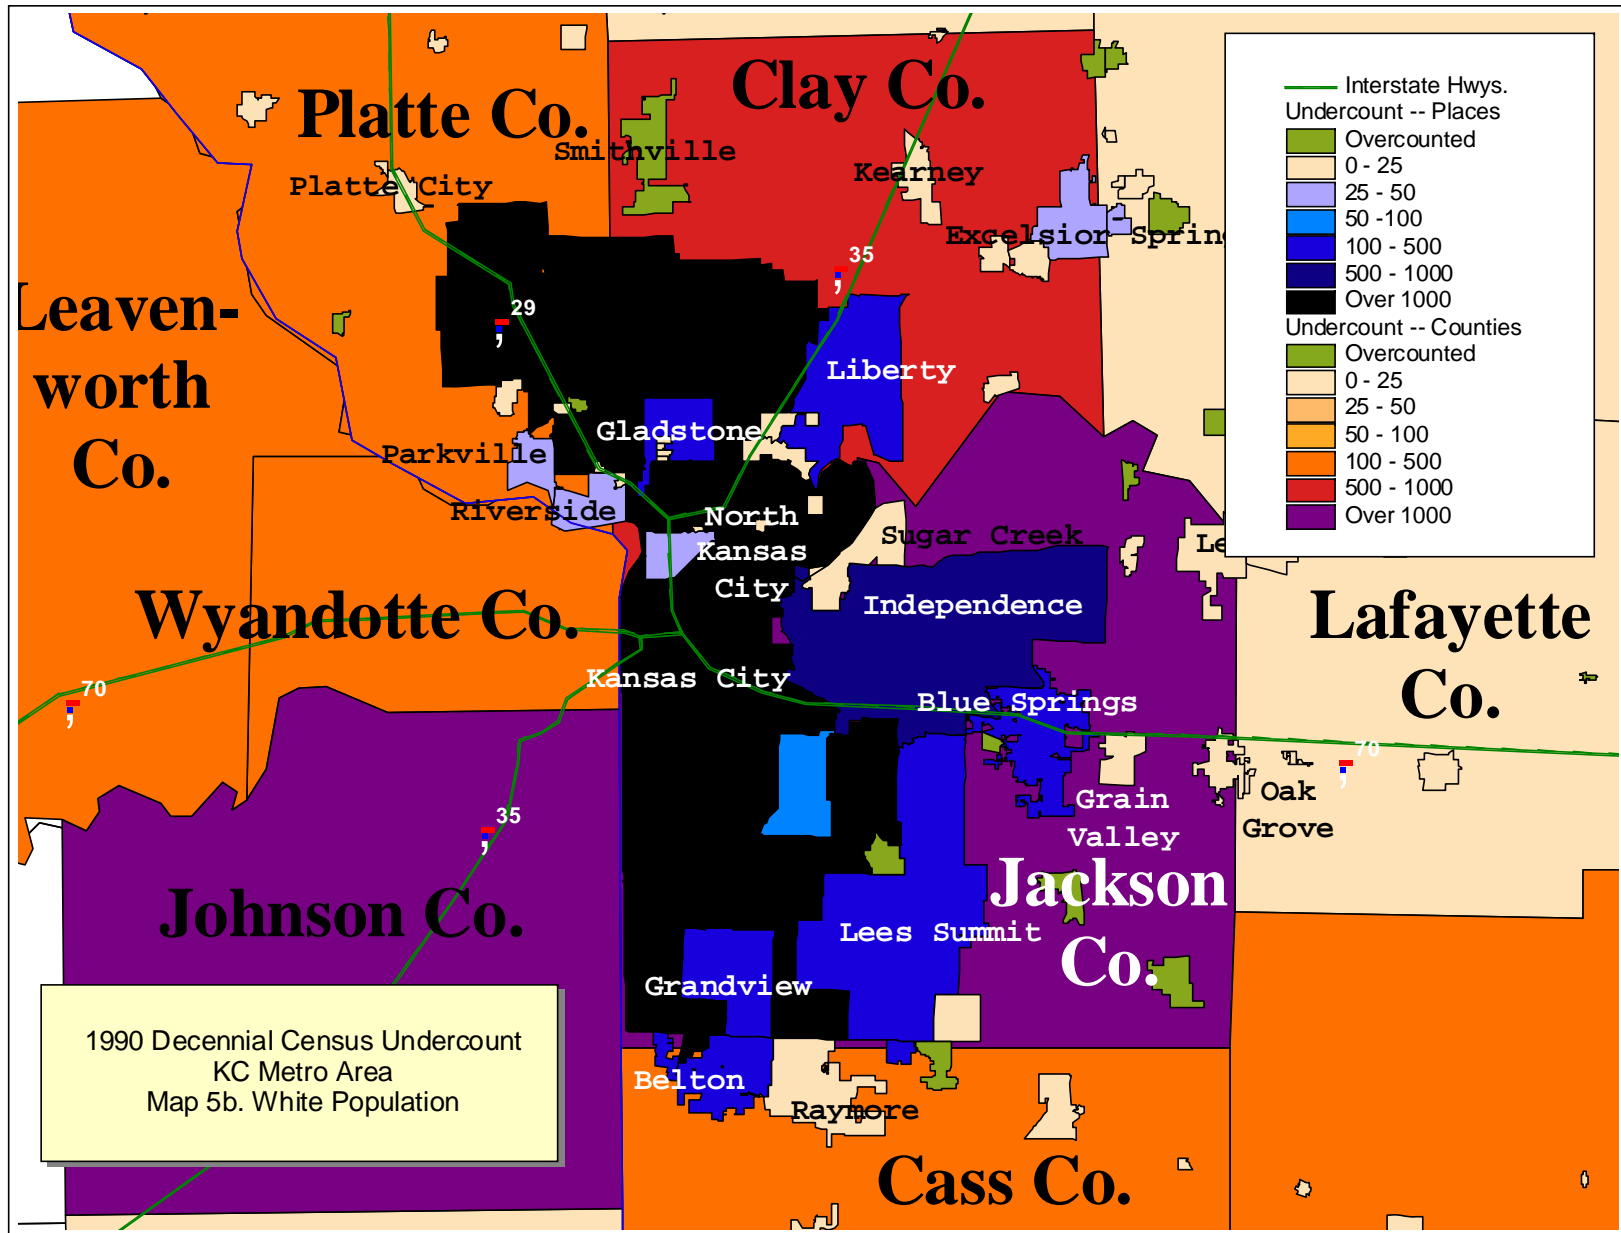 Platte Co.
Clay Co.
Smithville
Platte City
Kearney
Excelsior Spring
35
29
Leaven-
worth
Co.
Liberty
Gladstone
Parkville
Riverside
North
Kansas
City
Sugar Creek
Le
Wyandotte Co.
Independence
Lafayette
Co.
Kansas City
70
Blue Springs
70
35
Grain
Valley
Oak
Grove
Johnson Co.
Jackson
Co.
Lees Summit
Grandview
Belton
Raymore
Cass Co.
Interstate Hwys.
Undercount -- Places
Overcounted
0 - 25
25 - 50
50 -100
100 - 500
500 - 1000
Over 1000
Undercount -- Counties
Overcounted
0 - 25
25 - 50
50 - 100
100 - 500
500 - 1000
Over 1000
1990 Decennial Census Undercount
KC Metro Area
Map 5b. White Population